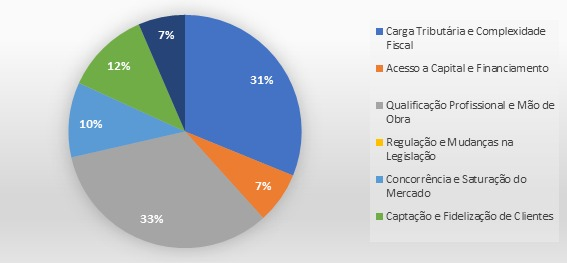 7%
31%
12%
10%
7%
33%
Carga Tributária e Complexidade
Fiscal
Acesso a Capital e Financiamento
Qualificação Profissional e Mão de
Obra
Regulação e Mudanças na
Legislação
Concorrência e Saturação do
Mercado
Captação e Fidelização de Clientes